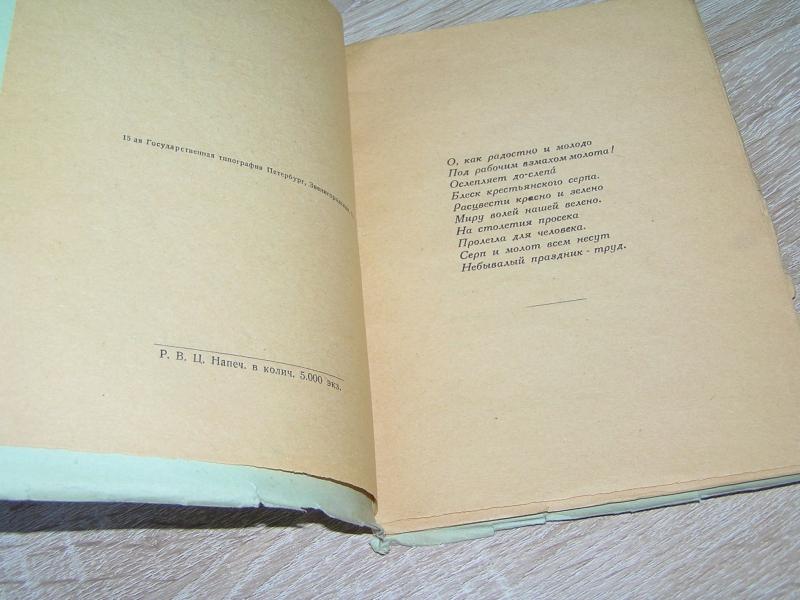 15 ая Государственная типография Петербург, Звенигородская
Р. В. Ц. Напеч. в колич. 5.000 экз.
О, как радостно и молодо
Под рабочим взмахом молота!
Ослепляет до-слепа́
Блеск крестьянского серпа.
Расцвести красно и зелено
Миру волей нашей велено.
На столетия просека
Пролегла для человека.
Серп и молот всем несут
Небывалый праздник - труд.